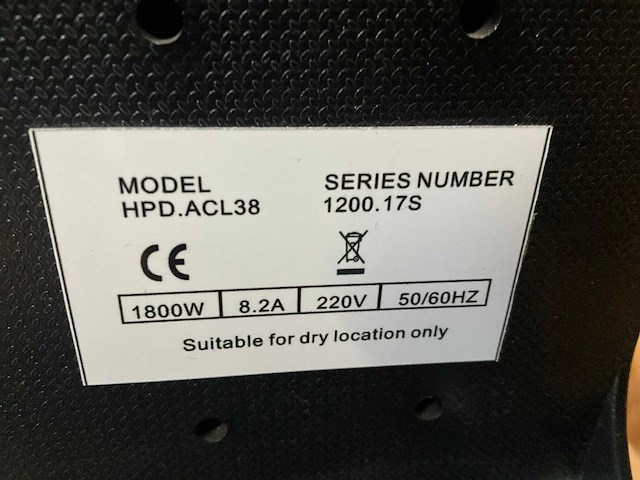 MODEL SERIES NUMBER
HPD.ACL38 1200.17S
CE
1800W 8.2A 220V 50/60HZ
Suitable for dry location only